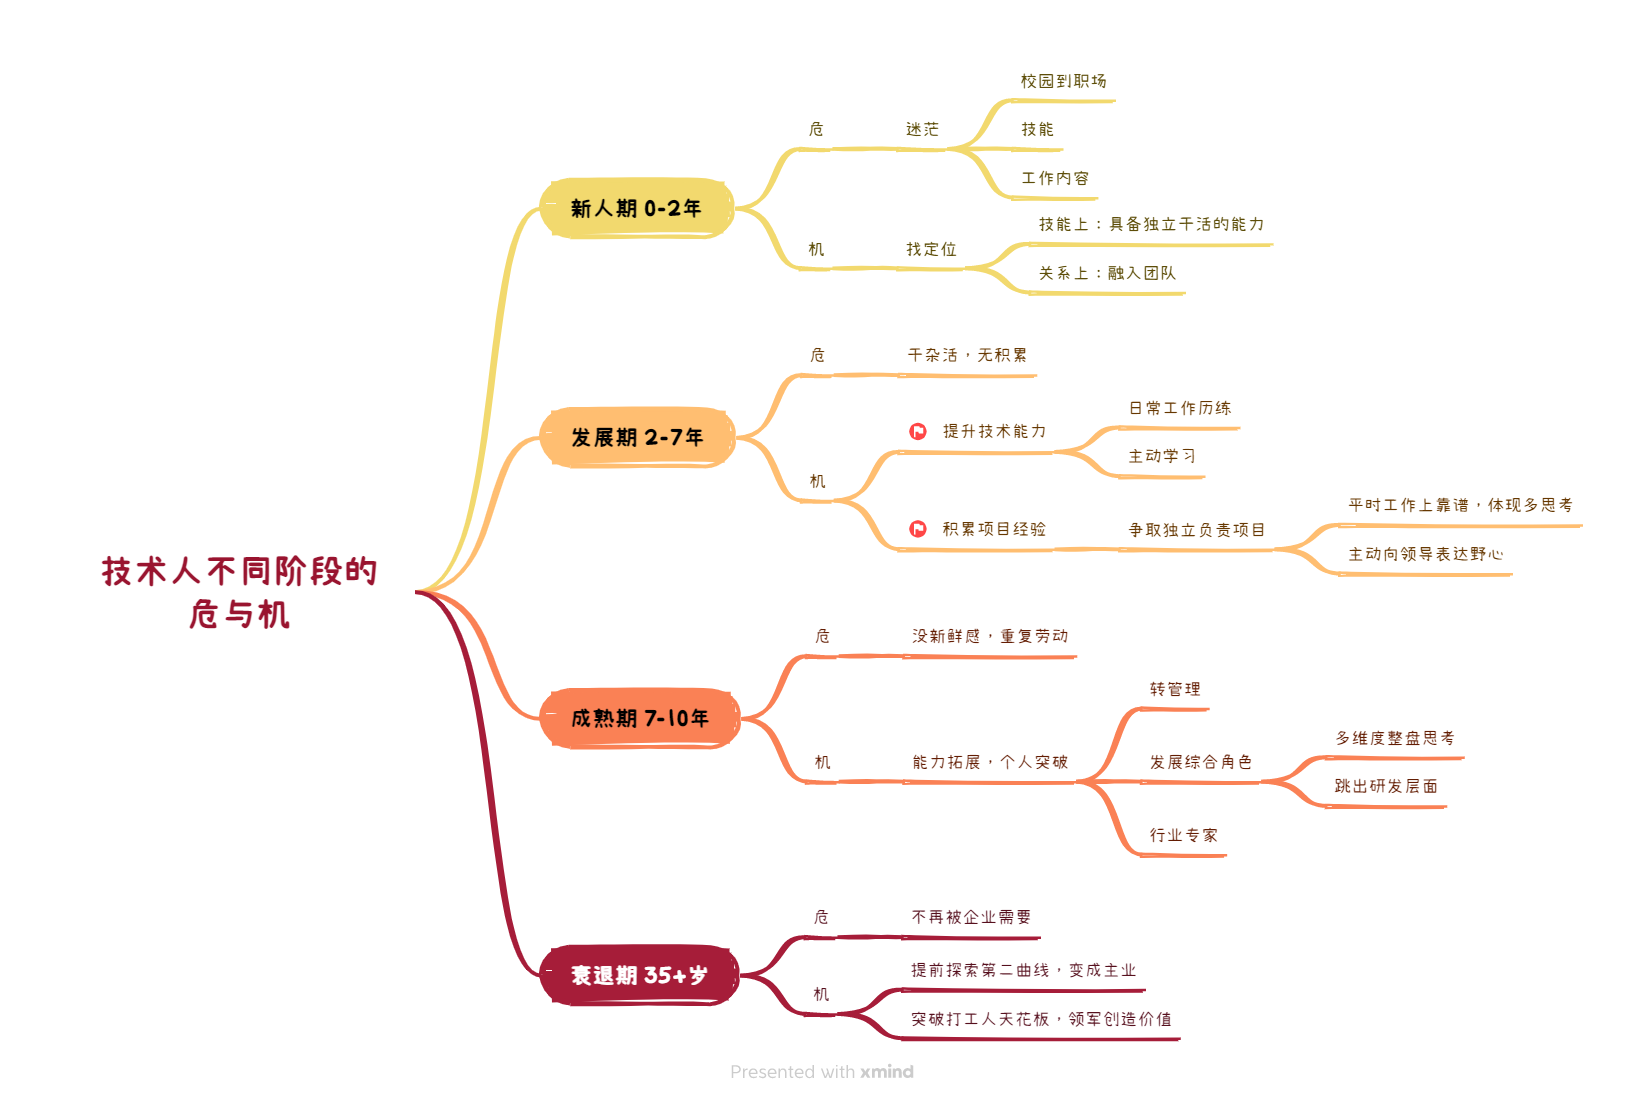 技术人不同阶段的
危与机
新人期 0-2年
危
迷茫
校园到职场
技能
工作内容
机
找定位
技能上：具备独立干活的能力
关系上：融入团队
发展期 2-7年
危
干杂活，无积累
机
提升技术能力
日常工作历练
主动学习
积累项目经验
争取独立负责项目
平时工作上靠谱，体现多思考
主动向领导表达野心
成熟期 7-10年
危
没新鲜感，重复劳动
机
能力拓展，个人突破
转管理
发展综合角色
多维度整盘思考
跳出研发层面
行业专家
衰退期 35+岁
危
不再被企业需要
机
提前探索第二曲线，变成主业
突破打工人天花板，领军创造价值
Presented with xmind